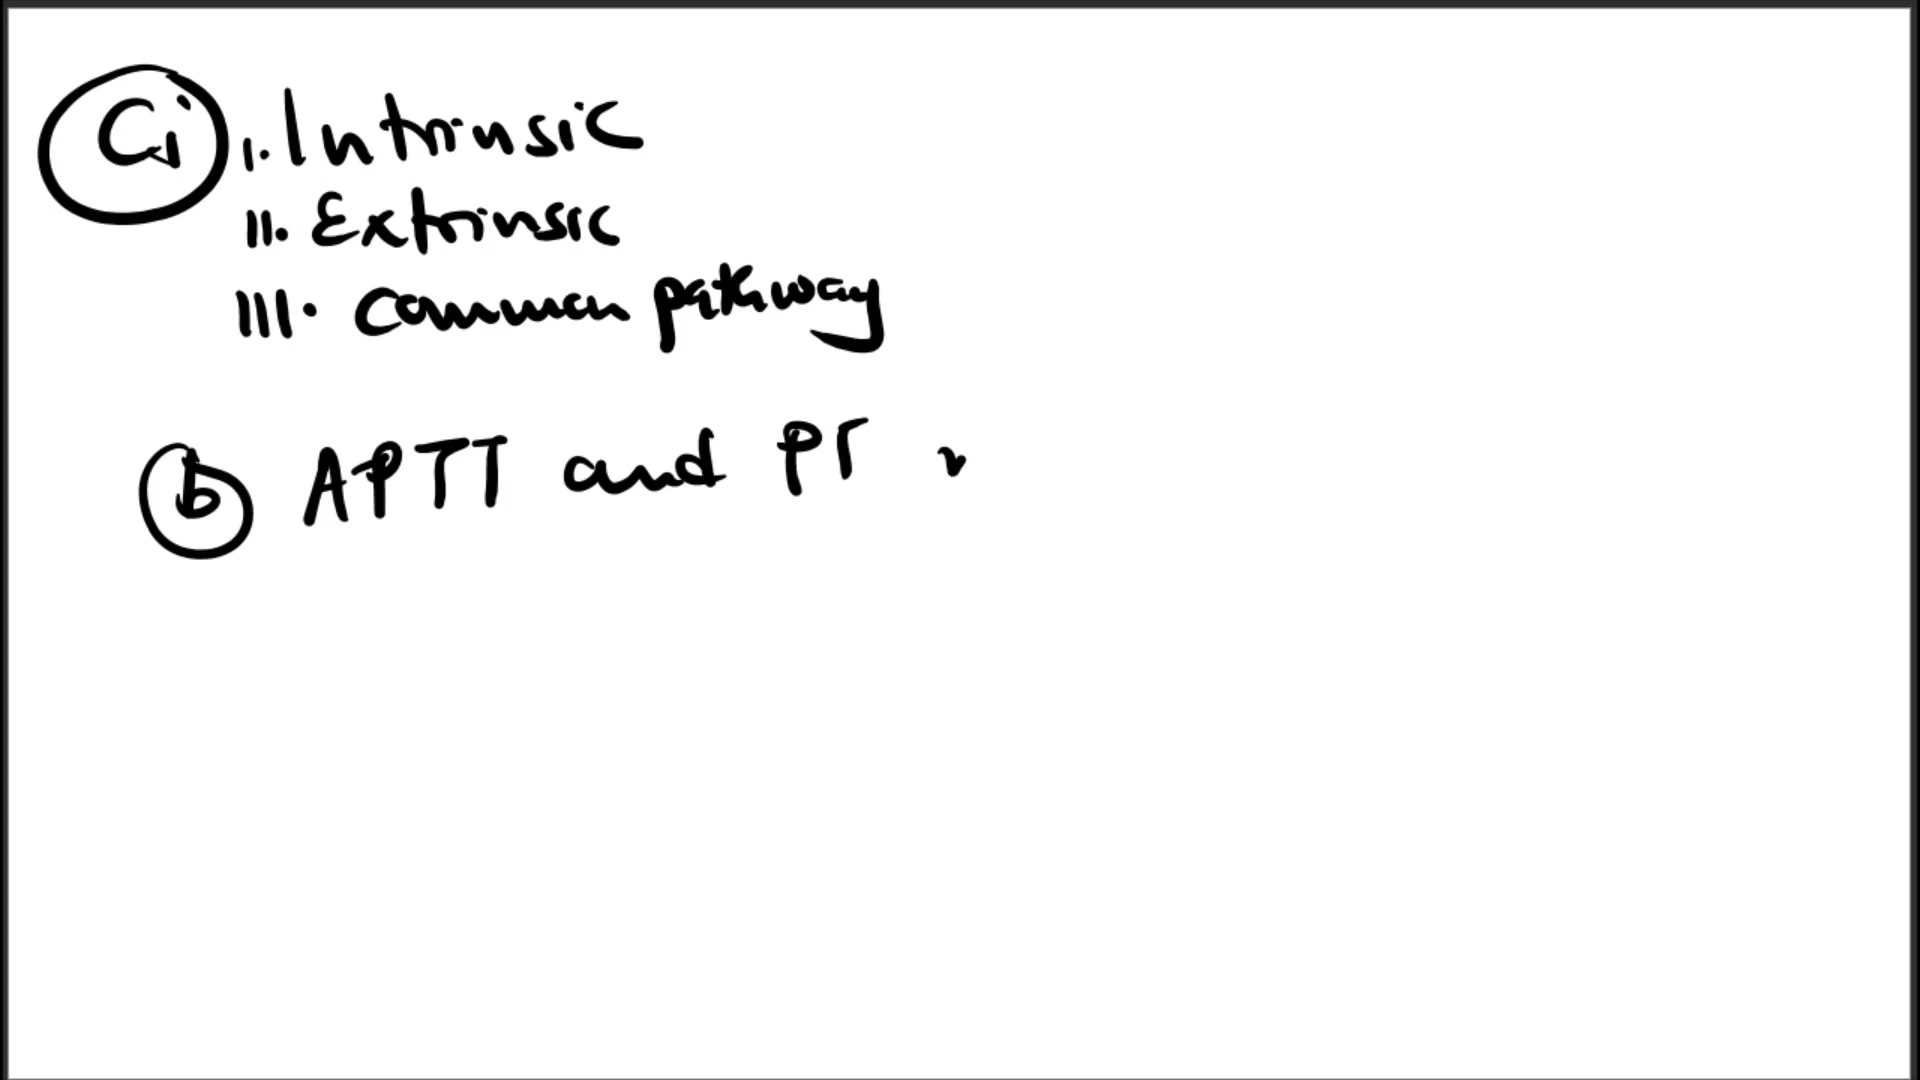 Ci i. Intrinsic
ii. Extrinsic
iii. Common pathway
b APTT and PT